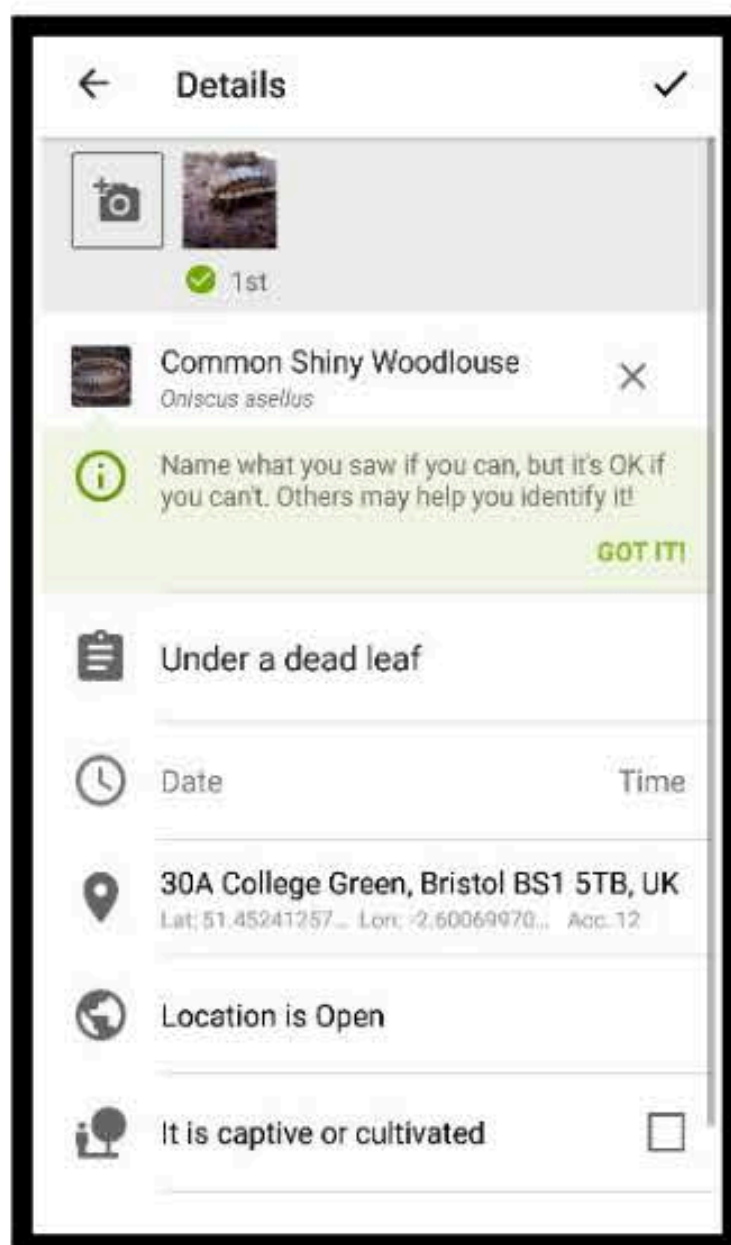 Details
1st
Common Shiny Woodlouse
Oniscus asellus
Name what you saw if you can, but it's OK if
you can't. Others may help you identify it!
GOT IT!
Under a dead leaf
Date Time
30A College Green, Bristol BS1 5TB, UK
Lat: 51.45241257... Lon: -2.60069970... Acc. 12
Location is Open
It is captive or cultivated